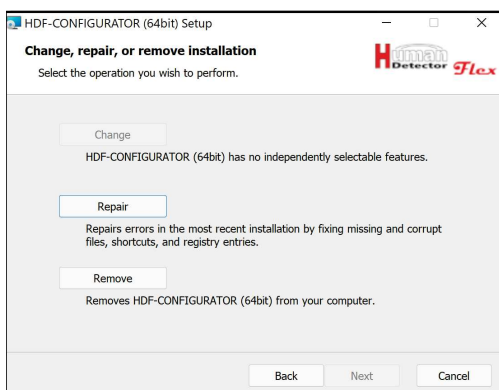 HDF-CONFIGURATOR (64bit) Setup
Change, repair, or remove installation
Select the operation you wish to perform.
Human
Detector Flex
Change
HDF-CONFIGURATOR (64bit) has no independently selectable features.
Repair
Repairs errors in the most recent installation by fixing missing and corrupt
files, shortcuts, and registry entries.
Remove
Removes HDF-CONFIGURATOR (64bit) from your computer.
Back Next Cancel